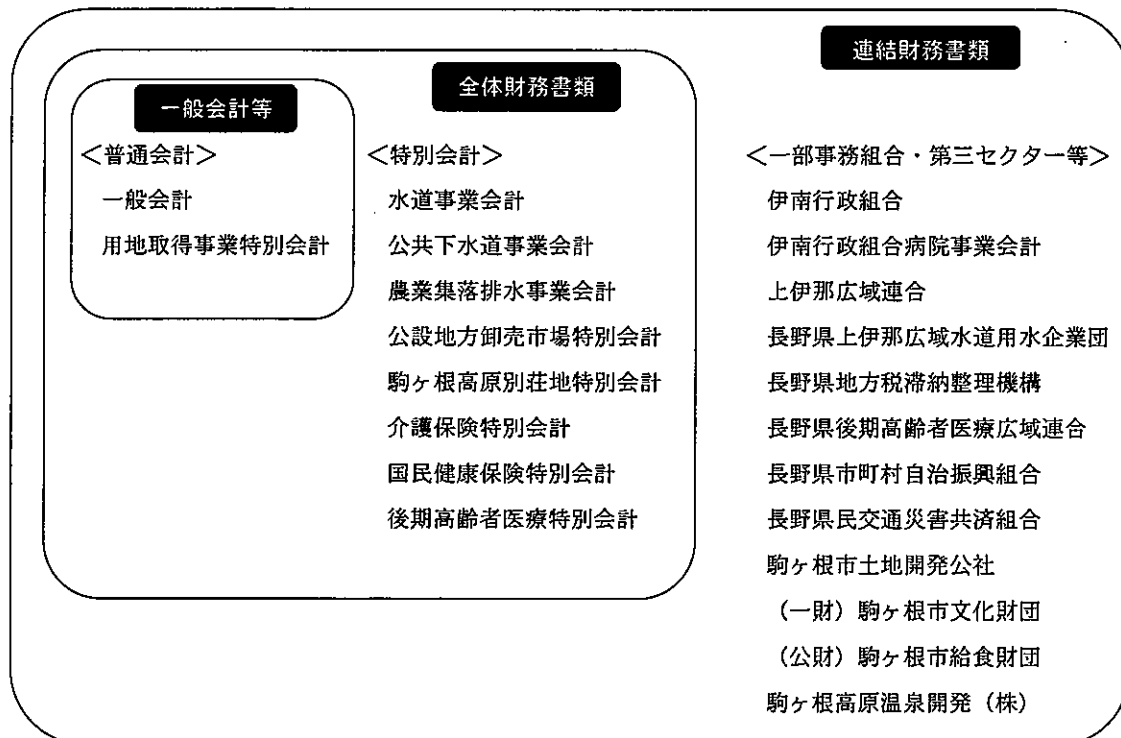 連結財務書類
全体財務書類
一般会計等
＜普通会計＞
一般会計
用地取得事業特別会計
＜特別会計＞
水道事業会計
公共下水道事業会計
農業集落排水事業会計
公設地方卸売市場特別会計
駒ヶ根高原別荘地特別会計
介護保険特別会計
国民健康保険特別会計
後期高齢者医療特別会計
＜一部事務組合・第三セクター等＞
伊南行政組合
伊南行政組合病院事業会計
上伊那広域連合
長野県上伊那広域水道用水企業団
長野県地方税滞納整理機構
長野県後期高齢者医療広域連合
長野県市町村自治振興組合
長野県民交通災害共済組合
駒ヶ根市土地開発公社
（一財）駒ヶ根市文化財団
（公財）駒ヶ根市給食財団
駒ヶ根高原温泉開発（株）